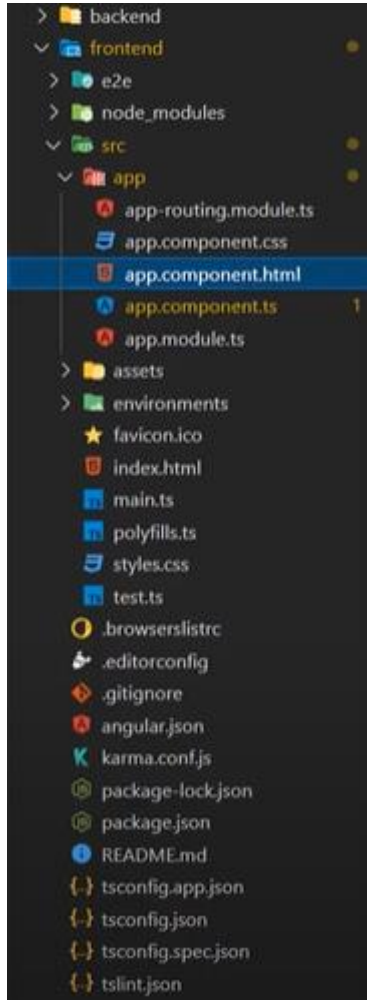 backend
frontend
e2e
node_modules
src
app
app-routing.module.ts
app.component.css
app.component.html
app.component.ts 1
app.module.ts
assets
environments
favicon.ico
index.html
main.ts
polyfills.ts
styles.css
test.ts
.browserslistrc
.editorconfig
.gitignore
angular.json
karma.conf.js
package-lock.json
package.json
README.md
tsconfig.app.json
tsconfig.json
tsconfig.spec.json
tslint.json